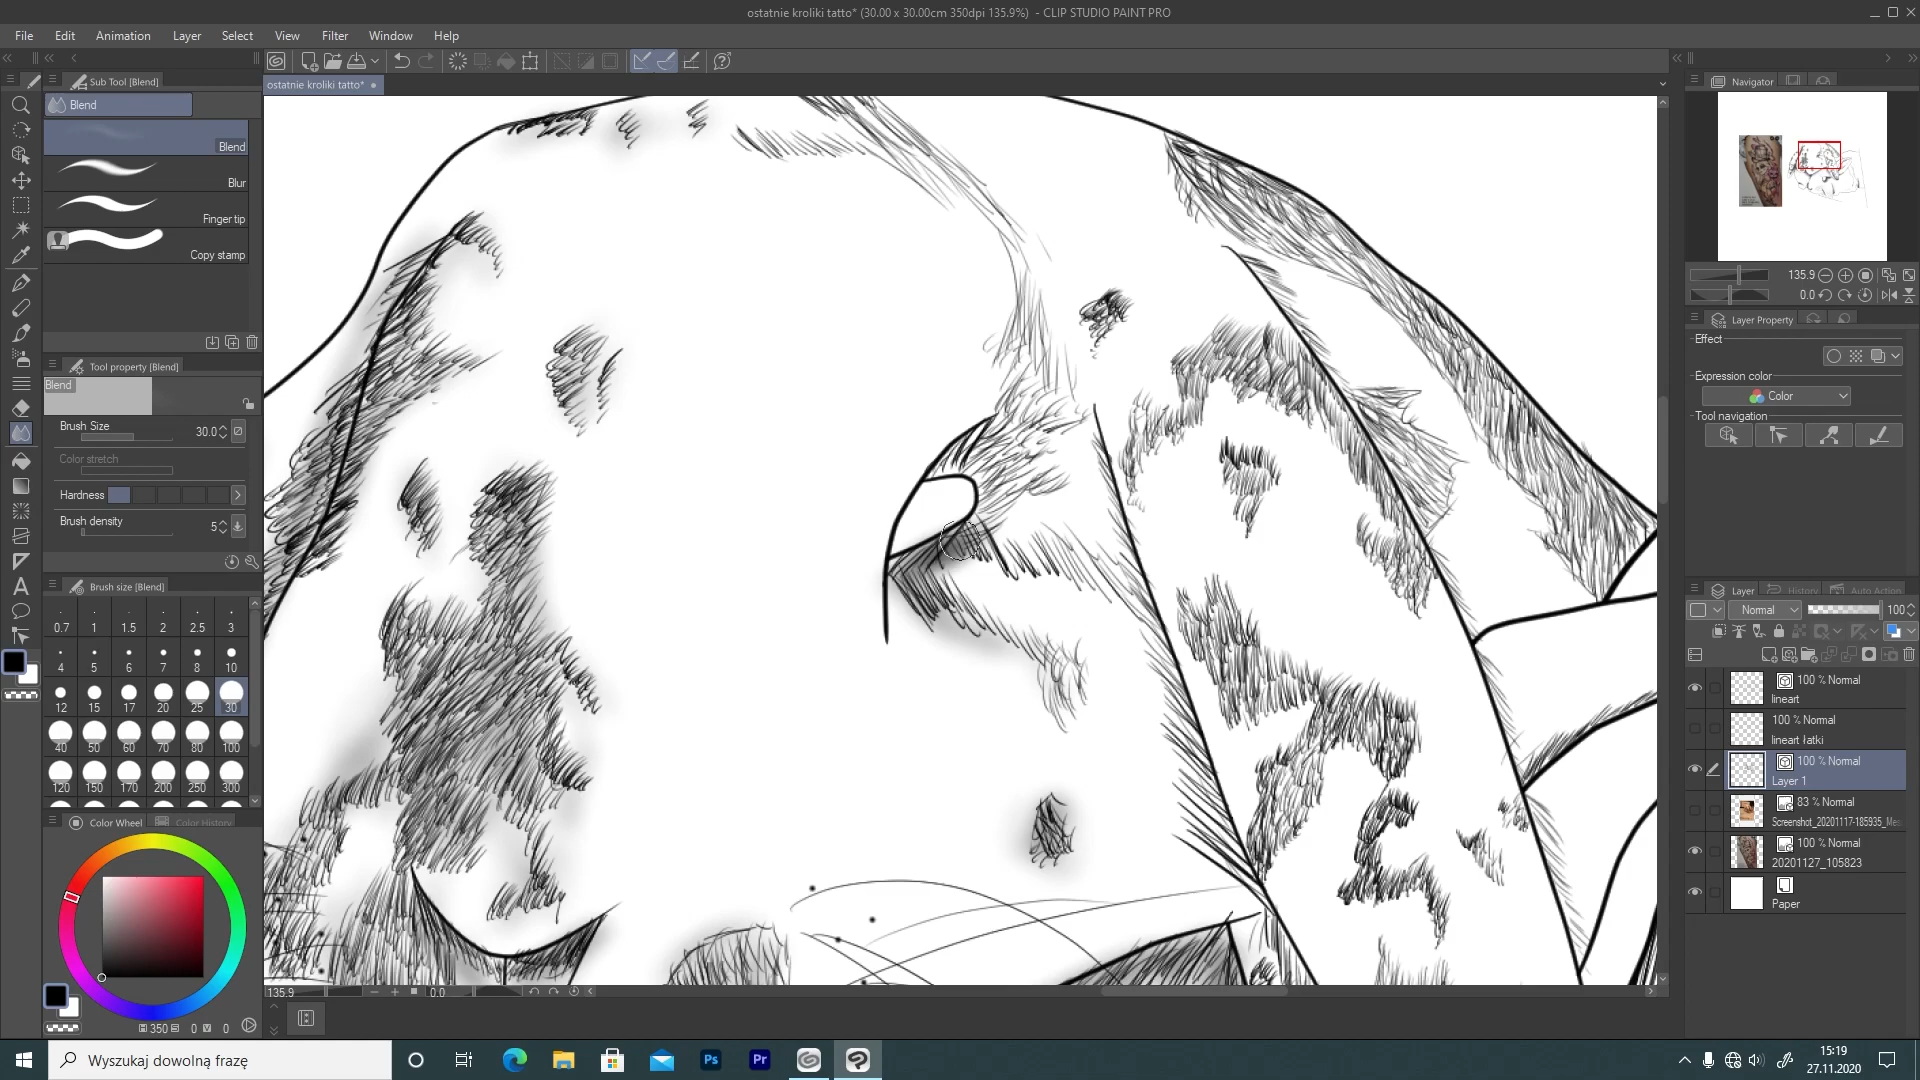 ostatnie kroliki tatto* (30.00 x 30.00cm 350dpi 135.9%) - CLIP STUDIO PAINT PRO
File Edit Animation Layer Select View Filter Window Help
Sub Tool [Blend]
Blend
Blend
Blur
Finger tip
Copy stamp
Tool property [Blend]
Blend
Brush Size 30.0
Color stretch
Hardness
Brush density 5
Brush size [Blend]
0.7 1 1.5 2 2.5 3
4 5 6 7 8 10
12 15 17 20 25 30
40 50 60 70 80 100
120 150 170 200 250 300
Color Wheel Color History
H 350 S 0 V 0
ostatnie kroliki tatto*
135.9 0.0
Navigator
135.9
0.0
Layer Property
Effect
Expression color
Color
Tool navigation
Layer History Auto Action
Normal 100
100 % Normal
lineart
100 % Normal
lineart łatki
100 % Normal
Layer 1
83 % Normal
Screenshot_20201117-185935_Me
100 % Normal
20201127_105823
Paper
Wyszukaj dowolną frazę
Ps Pr
15:19
27.11.2020